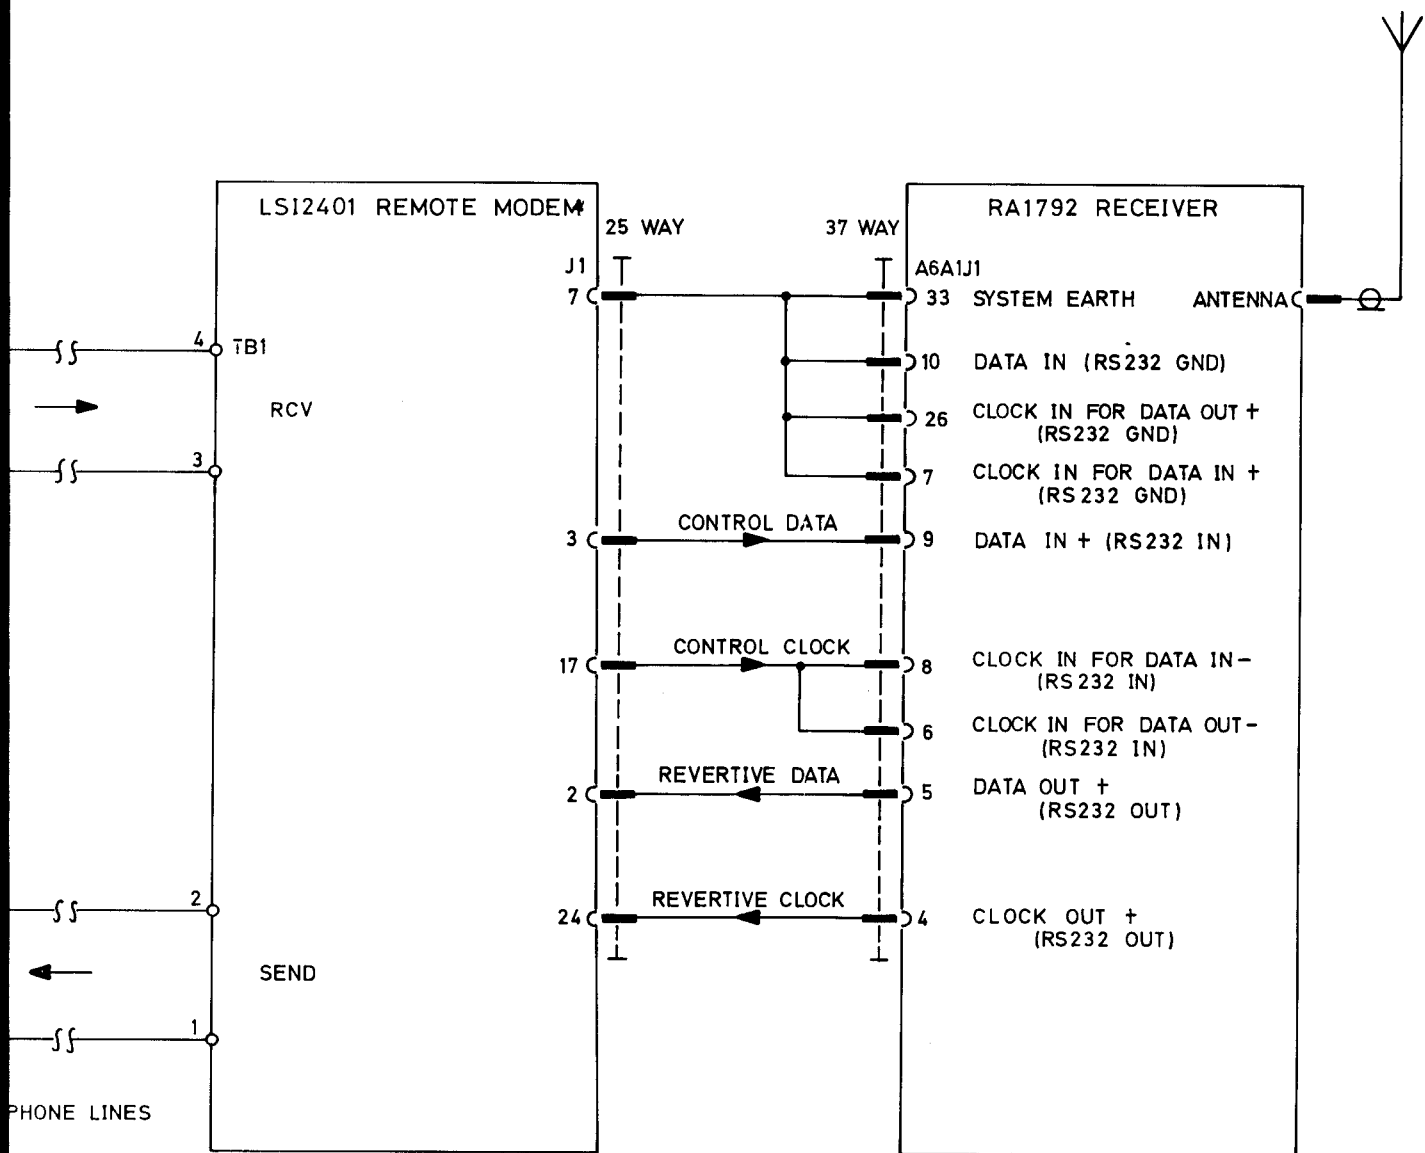 LSI2401 REMOTE MODEM*
25 WAY
37 WAY
RA1792 RECEIVER
J1
A6A1J1
7
33 SYSTEM EARTH
ANTENNA
4 TB1
10 DATA IN (RS232 GND)
RCV
26 CLOCK IN FOR DATA OUT +
(RS232 GND)
3
7 CLOCK IN FOR DATA IN +
(RS232 GND)
CONTROL DATA
3
9 DATA IN + (RS232 IN)
CONTROL CLOCK
17
8 CLOCK IN FOR DATA IN -
(RS232 IN)
6 CLOCK IN FOR DATA OUT -
(RS232 IN)
REVERTIVE DATA
2
5 DATA OUT +
(RS232 OUT)
2
REVERTIVE CLOCK
24
4 CLOCK OUT +
(RS232 OUT)
SEND
1
PHONE LINES